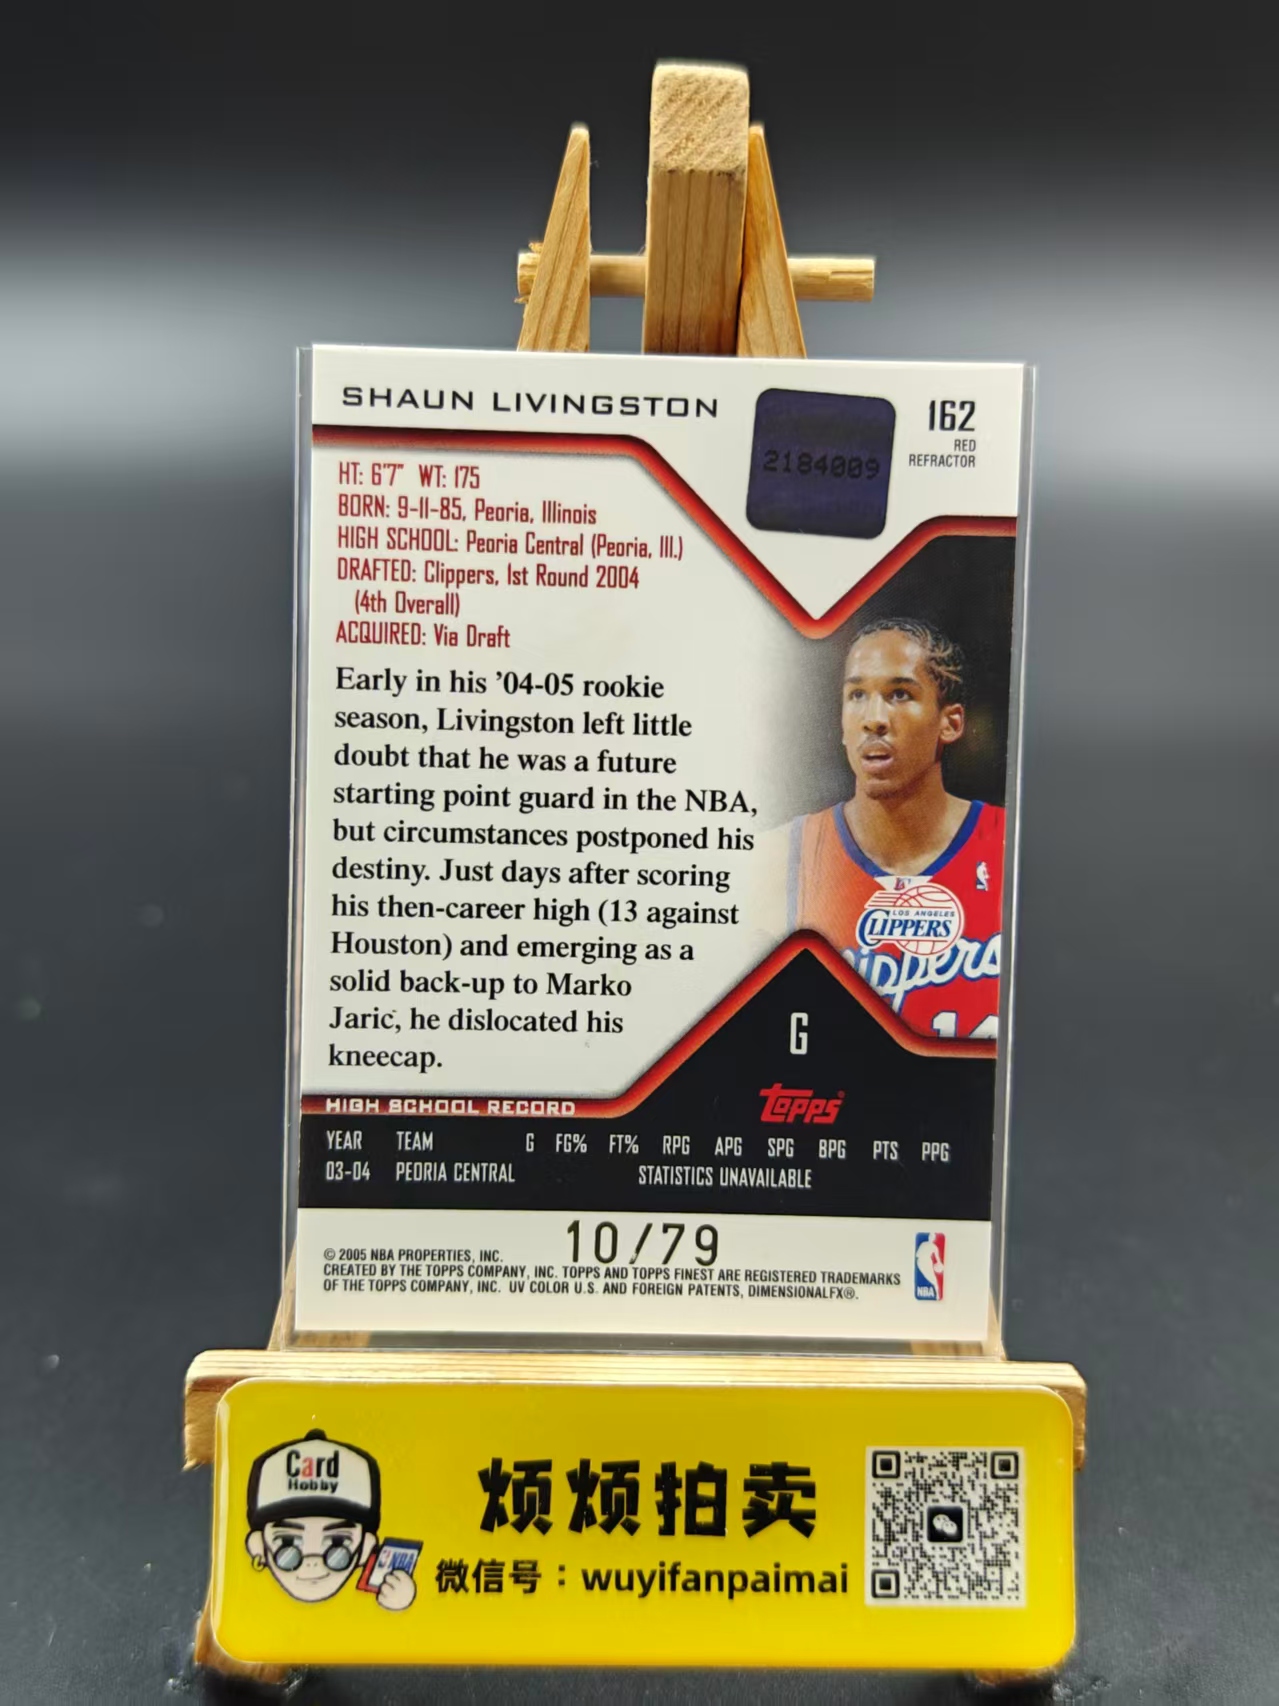 SHAUN LIVINGSTON
2184009
162
RED
REFRACTOR
HT: 6'7" WT: 175
BORN: 9-11-85, Peoria, Illinois
HIGH SCHOOL: Peoria Central (Peoria, Ill.)
DRAFTED: Clippers, 1st Round 2004
(4th Overall)
ACQUIRED: Via Draft
Early in his '04-05 rookie
season, Livingston left little
doubt that he was a future
starting point guard in the NBA,
but circumstances postponed his
destiny. Just days after scoring
his then-career high (13 against
Houston) and emerging as a
solid back-up to Marko
Jaric, he dislocated his
kneecap.
LOS ANGELES
CLIPPERS
Clippers
14
G
Topps
HIGH SCHOOL RECORD
YEAR TEAM G FG% FT% RPG APG SPG BPG PTS PPG
03-04 PEORIA CENTRAL STATISTICS UNAVAILABLE
10/79
© 2005 NBA PROPERTIES, INC.
CREATED BY THE TOPPS COMPANY, INC. TOPPS AND TOPPS FINEST ARE REGISTERED TRADEMARKS
OF THE TOPPS COMPANY, INC. UV COLOR U.S. AND FOREIGN PATENTS, DIMENSIONALFX®.
NBA
Card
Hobby
NBA
烦烦拍卖
微信号：wuyifanpaimai